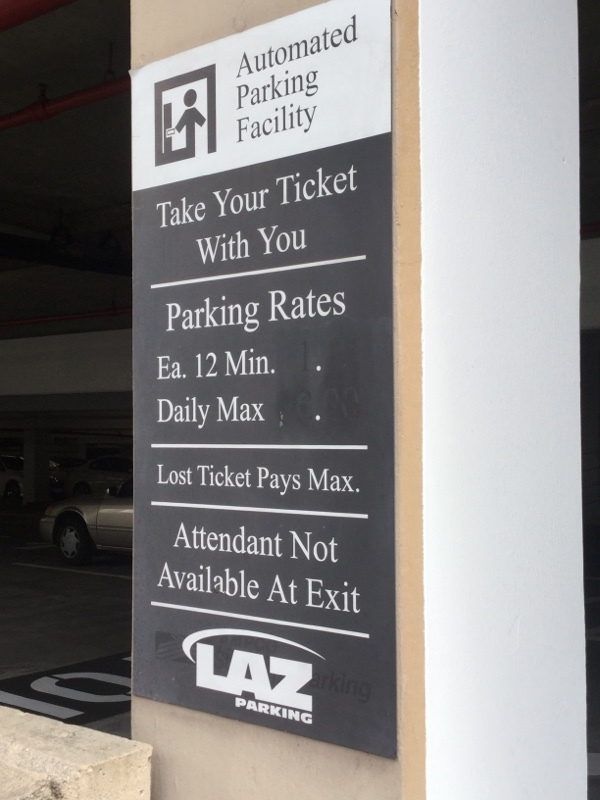 Automated
Parking
Facility
Take Your Ticket
With You
Parking Rates
Ea. 12 Min. .
Daily Max .
Lost Ticket Pays Max.
Attendant Not
Available At Exit
LAZ
PARKING